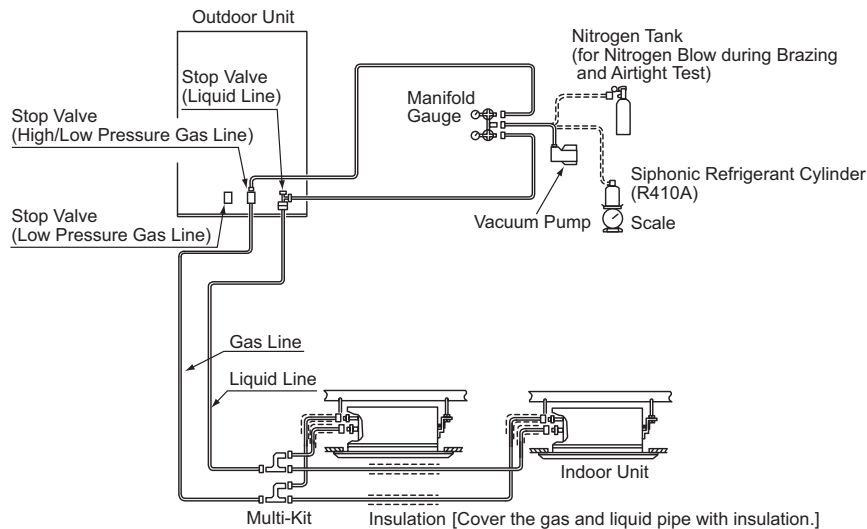 Outdoor Unit
Nitrogen Tank
(for Nitrogen Blow during Brazing
and Airtight Test)
Stop Valve
(Liquid Line)
Manifold
Gauge
Stop Valve
(High/Low Pressure Gas Line)
Siphonic Refrigerant Cylinder
(R410A)
Stop Valve
(Low Pressure Gas Line)
Vacuum Pump
Scale
Gas Line
Liquid Line
Indoor Unit
Multi-Kit
Insulation [Cover the gas and liquid pipe with insulation.]